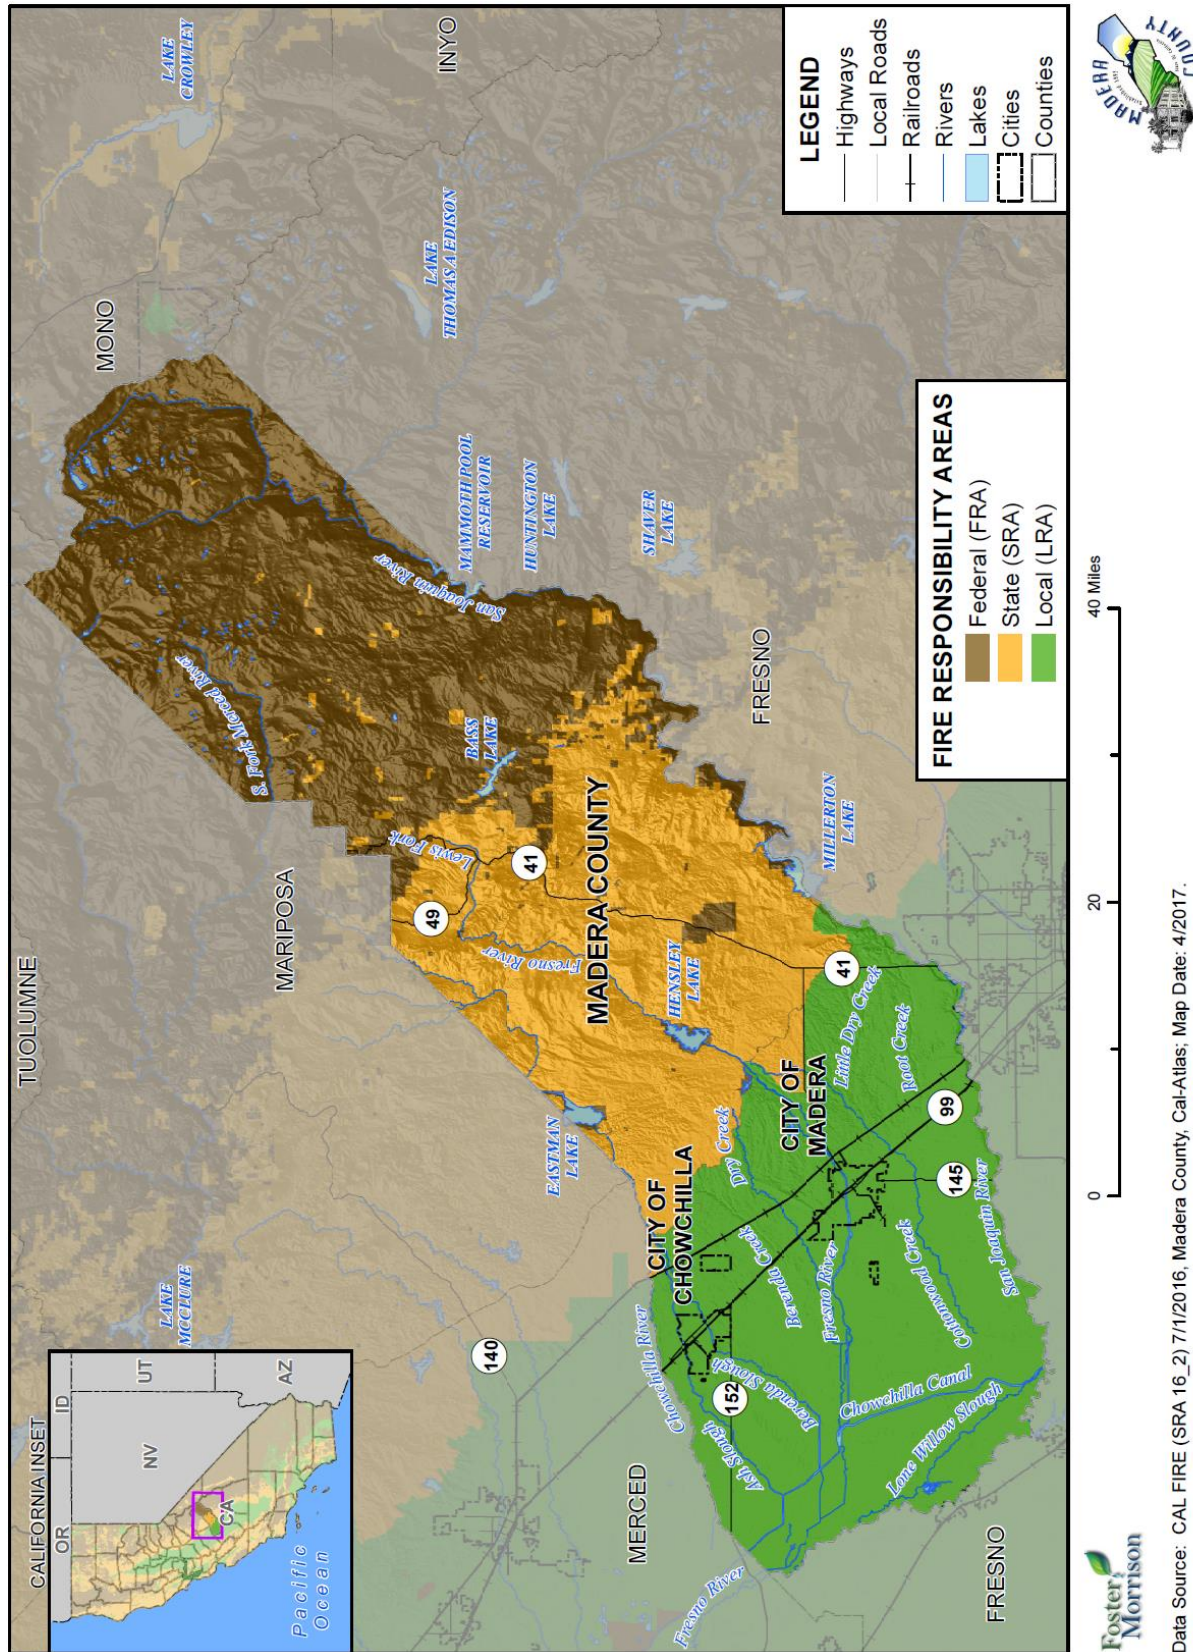 CALIFORNIA INSET
OR
ID
NV
UT
CA
AZ
Pacific
Ocean
TUOLUMNE
MONO
LAKE
CROWLEY
INYO
LAKE
MCCLURE
MARIPOSA
S. Fork Merced River
LAKE
THOMAS A EDISON
140
49
Lewis Fork
BASS
LAKE
San Joaquin River
MAMMOTH POOL
RESERVOIR
HUNTINGTON
LAKE
EASTMAN
LAKE
Fresno River
41
MADERA COUNTY
SHAVER
LAKE
MERCED
Chowchilla River
CITY OF
CHOWCHILLA
HENSLEY
LAKE
FRESNO
Fresno River
Ash Slough
152
Berenda Slough
Berenda Creek
Dry Creek
CITY OF
MADERA
Little Dry Creek
41
MILLERTON
LAKE
Fresno River
Root Creek
Chowchilla Canal
Cottonwood Creek
99
Lone Willow Slough
145
San Joaquin River
FRESNO
FIRE RESPONSIBILITY AREAS
Federal (FRA)
State (SRA)
Local (LRA)
LEGEND
Highways
Local Roads
Railroads
Rivers
Lakes
Cities
Counties
0
20
40 Miles
Foster
Morrison
Data Source: CAL FIRE (SRA 16_2) 7/1/2016, Madera County, Cal-Atlas; Map Date: 4/2017.
MADERA
COUNTY